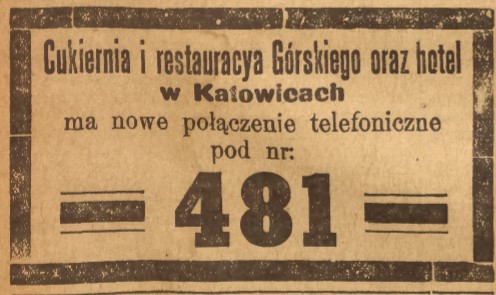 Cukiernia i restauracya Górskiego oraz hotel
w Katowicach
ma nowe połączenie telefoniczne
pod nr:
481